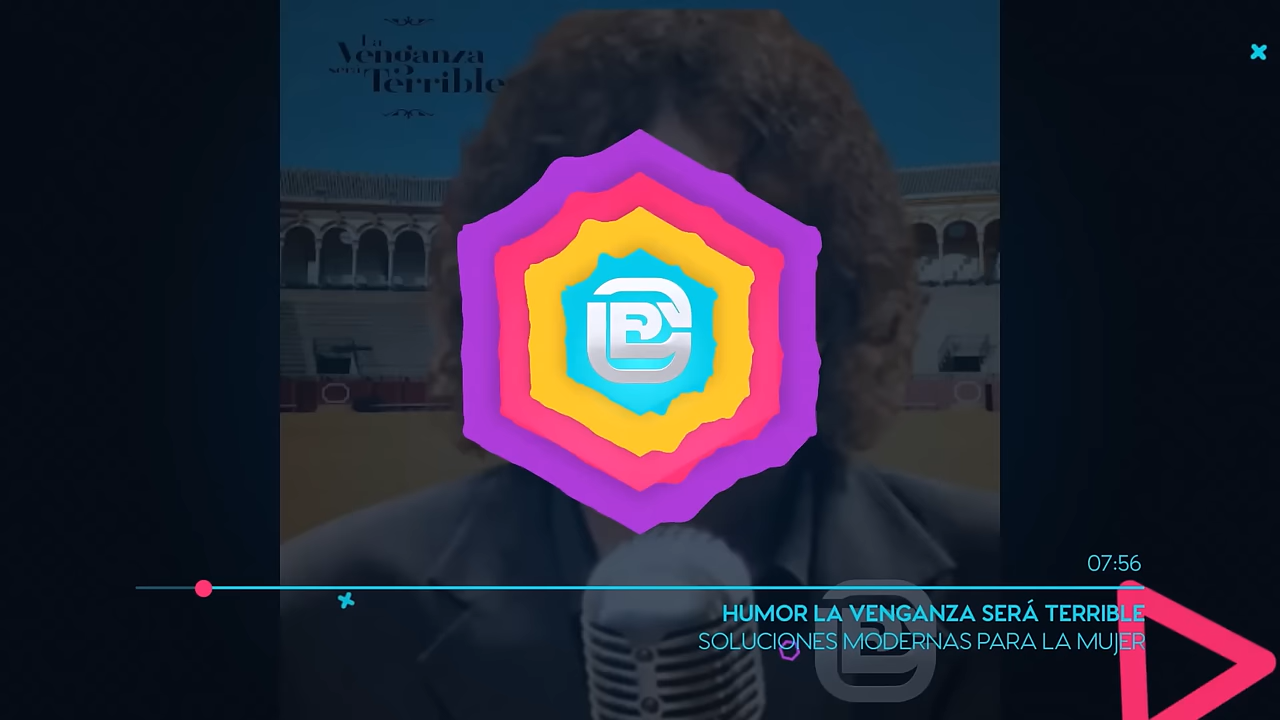 La
Venganza
será Terrible
07:56
HUMOR LA VENGANZA SERÁ TERRIBLE
SOLUCIONES MODERNAS PARA LA MUJER